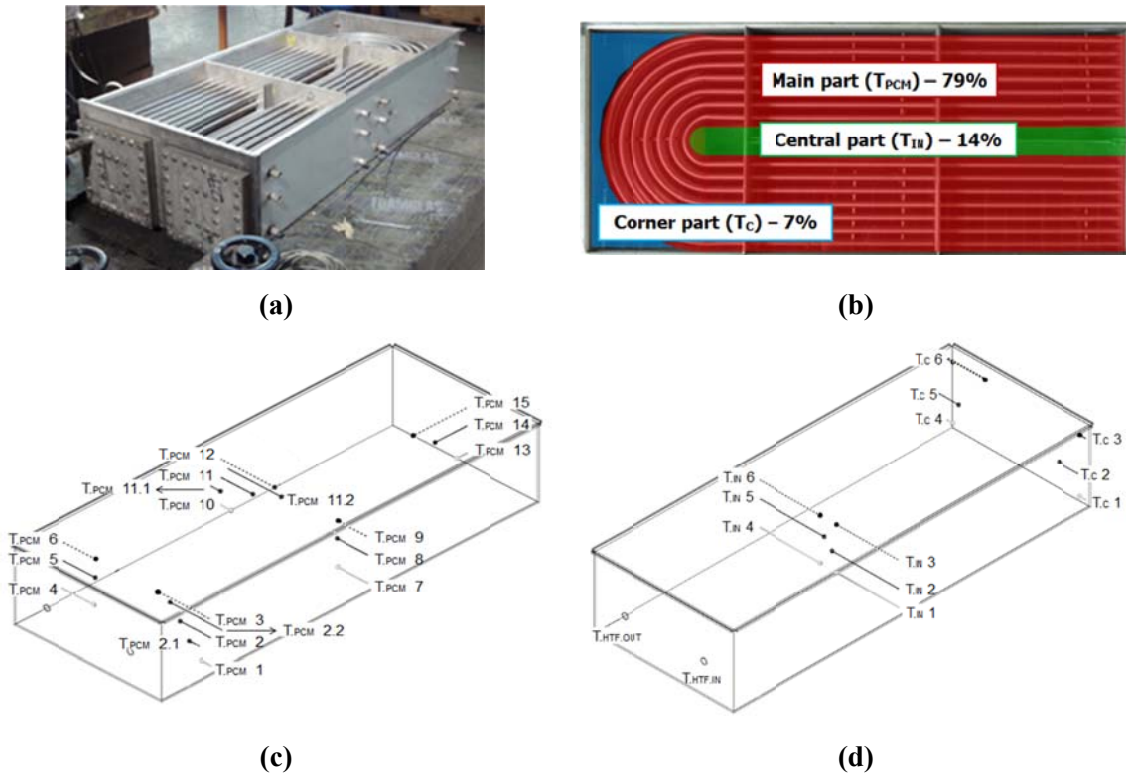 Main part (TPCM) – 79%
Central part (TIN) – 14%
Corner part (TC) – 7%
(a)
(b)
T.PCM 15
T.PCM 14
T.PCM 13
T.PCM 12
T.PCM 11
T.PCM 11.1
T.PCM 11.2
T.PCM 10
T.PCM 9
T.PCM 8
T.PCM 7
T.PCM 6
T.PCM 5
T.PCM 4
T.PCM 3
T.PCM 2
T.PCM 2.2
T.PCM 2.1
T.PCM 1
T.C 6
T.C 5
T.C 4
T.C 3
T.C 2
T.C 1
T.IN 6
T.IN 5
T.IN 4
T.IN 3
T.IN 2
T.IN 1
T.HTF.OUT
T.HTF.IN
(c)
(d)